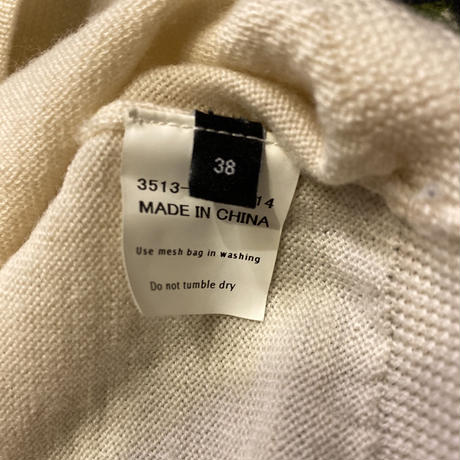 38
3513-
14
MADE IN CHINA
Use mesh bag in washing
Do not tumble dry